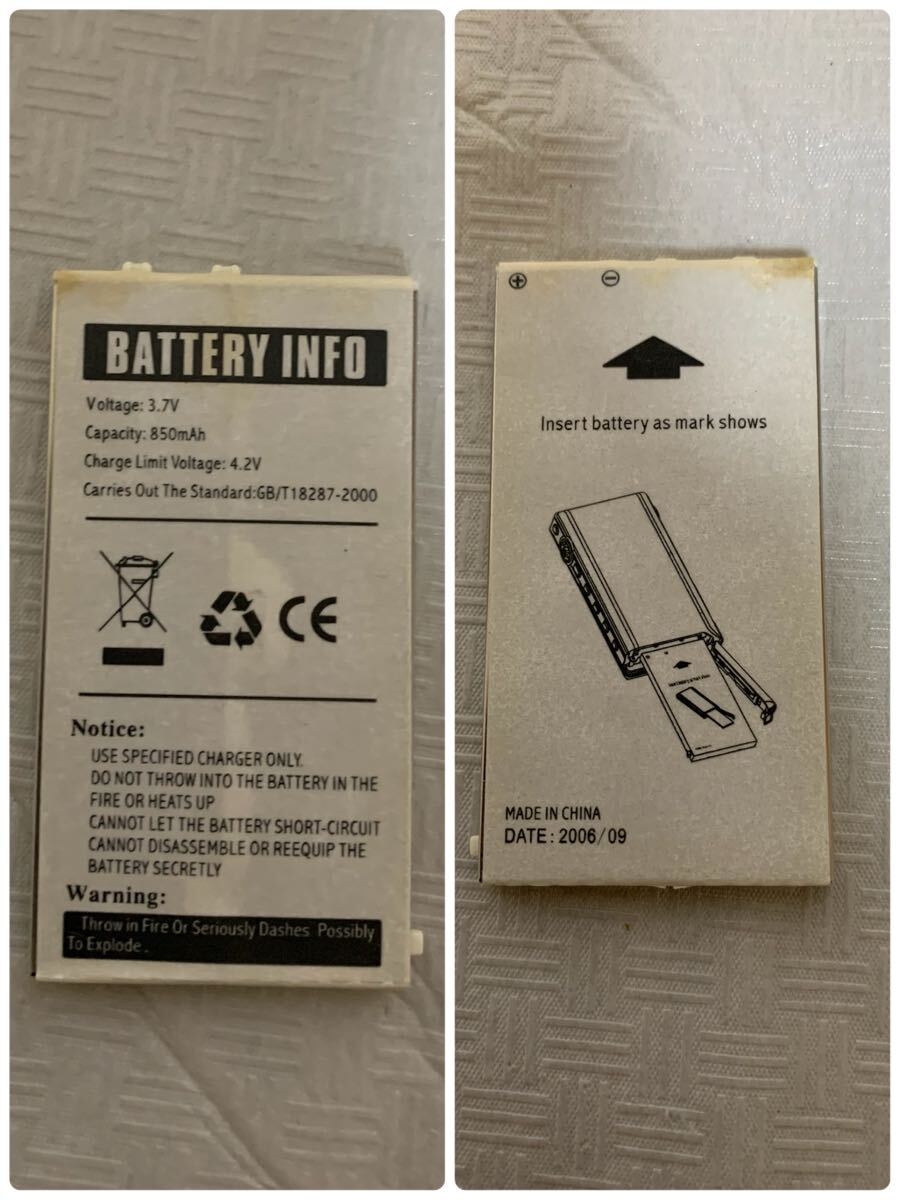 BATTERY INFO
Voltage: 3.7V
Capacity: 850mAh
Charge Limit Voltage: 4.2V
Carries Out The Standard:GB/T18287-2000
CE
Notice:
USE SPECIFIED CHARGER ONLY.
DO NOT THROW INTO THE BATTERY IN THE
FIRE OR HEATS UP
CANNOT LET THE BATTERY SHORT-CIRCUIT
CANNOT DISASSEMBLE OR REEQUIP THE
BATTERY SECRETLY
Warning:
Throw in Fire Or Seriously Dashes Possibly
To Explode.
Insert battery as mark shows
MADE IN CHINA
DATE: 2006/09